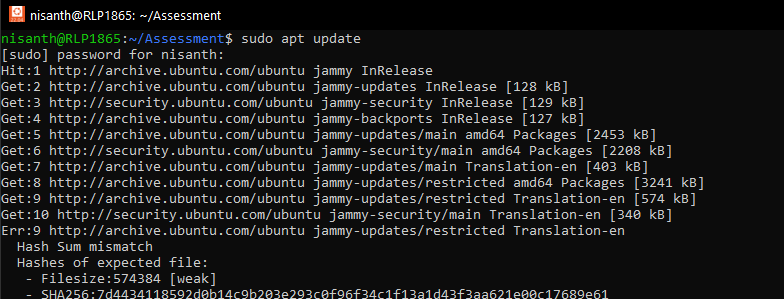 nisanth@RLP1865: ~/Assessment
nisanth@RLP1865:~/Assessment$ sudo apt update
[sudo] password for nisanth:
Hit:1 http://archive.ubuntu.com/ubuntu jammy InRelease
Get:2 http://archive.ubuntu.com/ubuntu jammy-updates InRelease [128 kB]
Get:3 http://security.ubuntu.com/ubuntu jammy-security InRelease [129 kB]
Get:4 http://archive.ubuntu.com/ubuntu jammy-backports InRelease [127 kB]
Get:5 http://archive.ubuntu.com/ubuntu jammy-updates/main amd64 Packages [2453 kB]
Get:6 http://security.ubuntu.com/ubuntu jammy-security/main amd64 Packages [2208 kB]
Get:7 http://archive.ubuntu.com/ubuntu jammy-updates/main Translation-en [403 kB]
Get:8 http://archive.ubuntu.com/ubuntu jammy-updates/restricted amd64 Packages [3241 kB]
Get:9 http://archive.ubuntu.com/ubuntu jammy-updates/restricted Translation-en [574 kB]
Get:10 http://security.ubuntu.com/ubuntu jammy-security/main Translation-en [340 kB]
Err:9 http://archive.ubuntu.com/ubuntu jammy-updates/restricted Translation-en
Hash Sum mismatch
Hashes of expected file:
- Filesize:574384 [weak]
- SHA256:7d4434118592d0b14c9b203e293c0f96f34c1f13a1d43f3aa621e00c17689e61